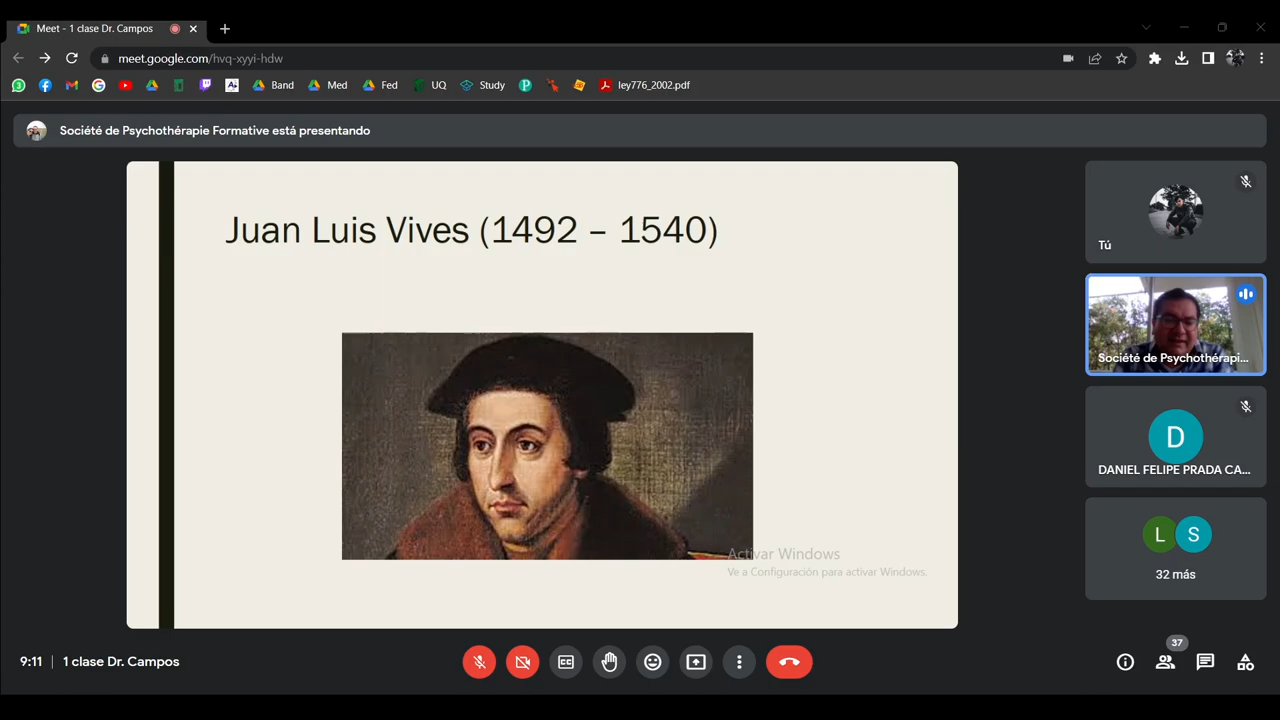 Meet - 1 clase Dr. Campos
meet.google.com/hvq-xyyi-hdw
Band
Med
Fed
UQ
Study
ley776_2002.pdf
Société de Psychothérapie Formative está presentando
Juan Luis Vives (1492 – 1540)
Activar Windows
Ve a Configuración para activar Windows.
Tú
Société de Psychothérapi...
D
DANIEL FELIPE PRADA CA...
L S
32 más
9:11 | 1 clase Dr. Campos
37